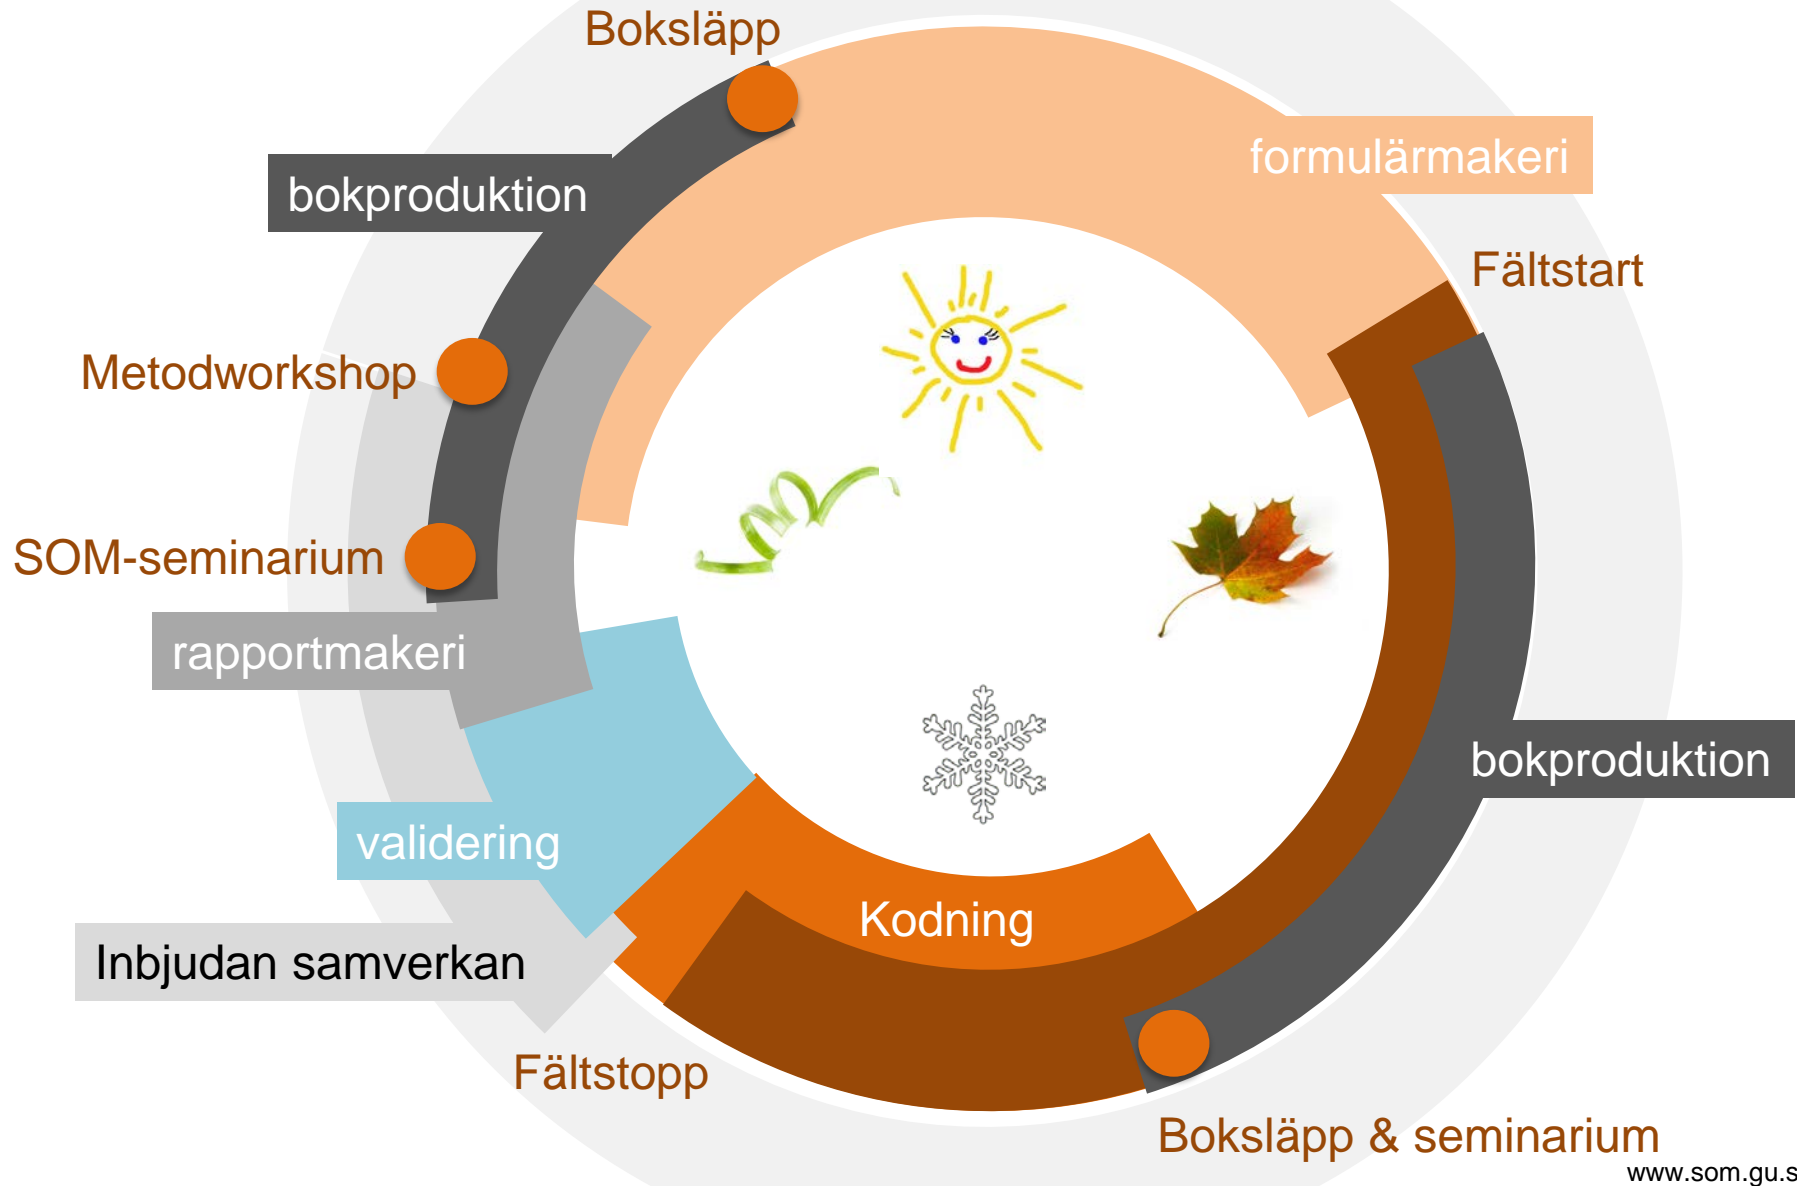 Boksläpp
formulärmakeri
bokproduktion
Fältstart
Metodworkshop
SOM-seminarium
rapportmakeri
bokproduktion
validering
Kodning
Inbjudan samverkan
Fältstopp
Boksläpp & seminarium
www.som.gu.s